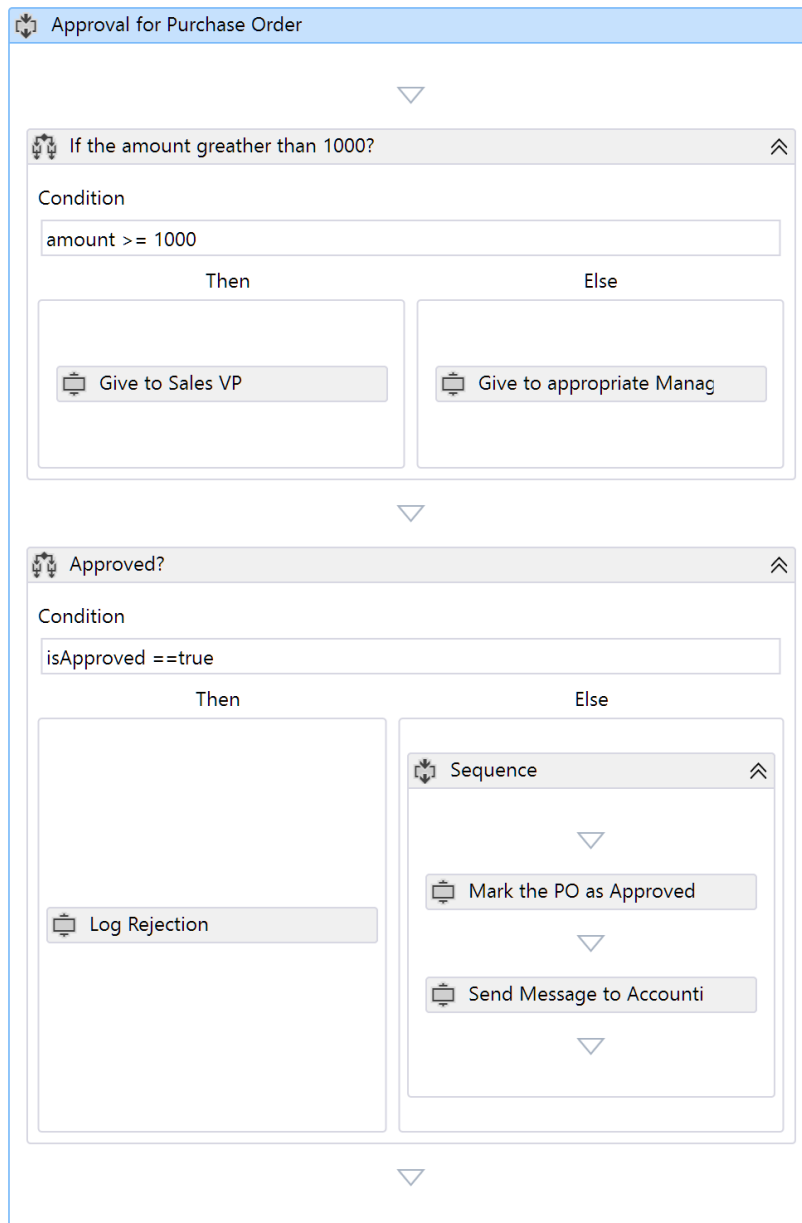 Approval for Purchase Order
If the amount greather than 1000?
Condition
amount >= 1000
Then
Else
Give to Sales VP
Give to appropriate Manag
Approved?
Condition
isApproved ==true
Then
Else
Sequence
Mark the PO as Approved
Log Rejection
Send Message to Accounti